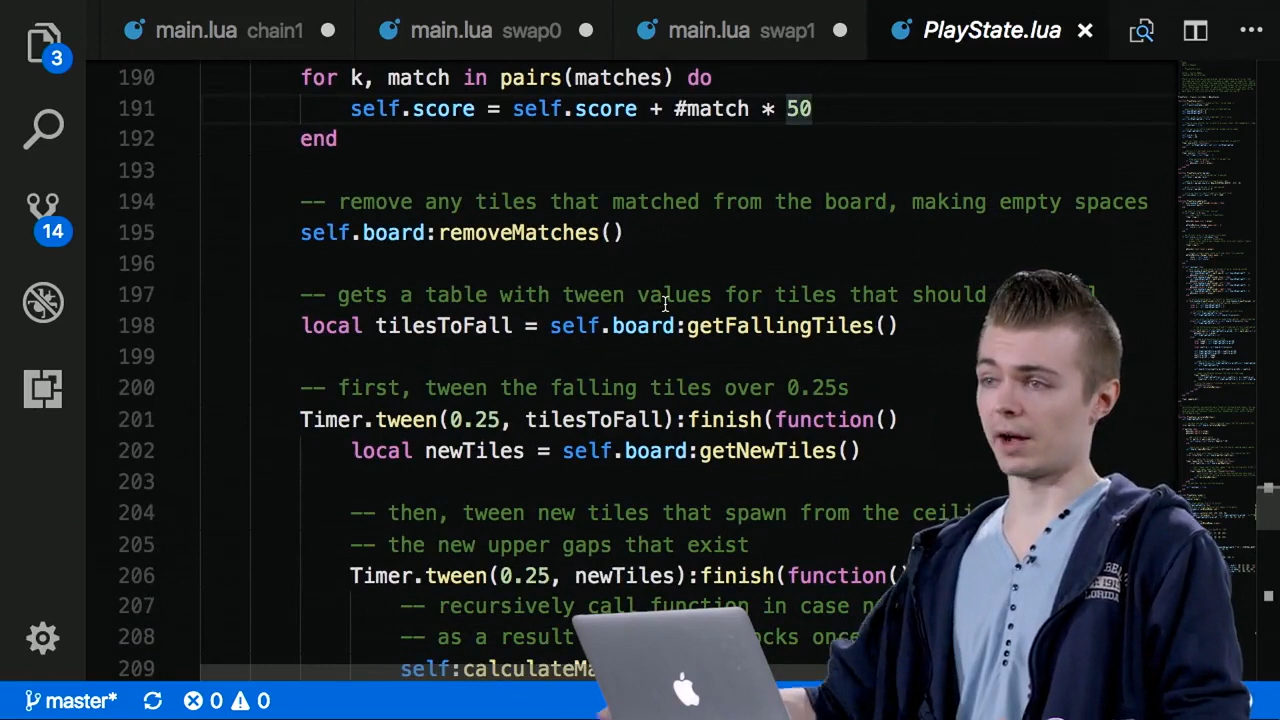 main.lua chain1
main.lua swap0
main.lua swap1
PlayState.lua
3
14
190 for k, match in pairs(matches) do
191 self.score = self.score + #match * 50
192 end
193
194 -- remove any tiles that matched from the board, making empty spaces
195 self.board:removeMatches()
196
197 -- gets a table with tween values for tiles that should
198 local tilesToFall = self.board:getFallingTiles()
199
200 -- first, tween the falling tiles over 0.25s
201 Timer.tween(0.25, tilesToFall):finish(function()
202 local newTiles = self.board:getNewTiles()
203
204 -- then, tween new tiles that spawn from the
205 -- the new upper gaps that exist
206 Timer.tween(0.25, newTiles):finish(function()
207 -- recursively call function in case
208 -- as a result
209
master* 0 0
FLORIDA